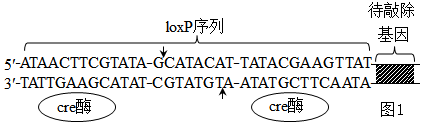 loxP序列
待敲除
基因
5′-ATAACTTCGTATA-GCATACAT-TATACGAAGTTAT-
3′-TATTGAAGCATAT-CGTATGTA-ATATGCTTCAATA-
cre酶
cre酶
图1